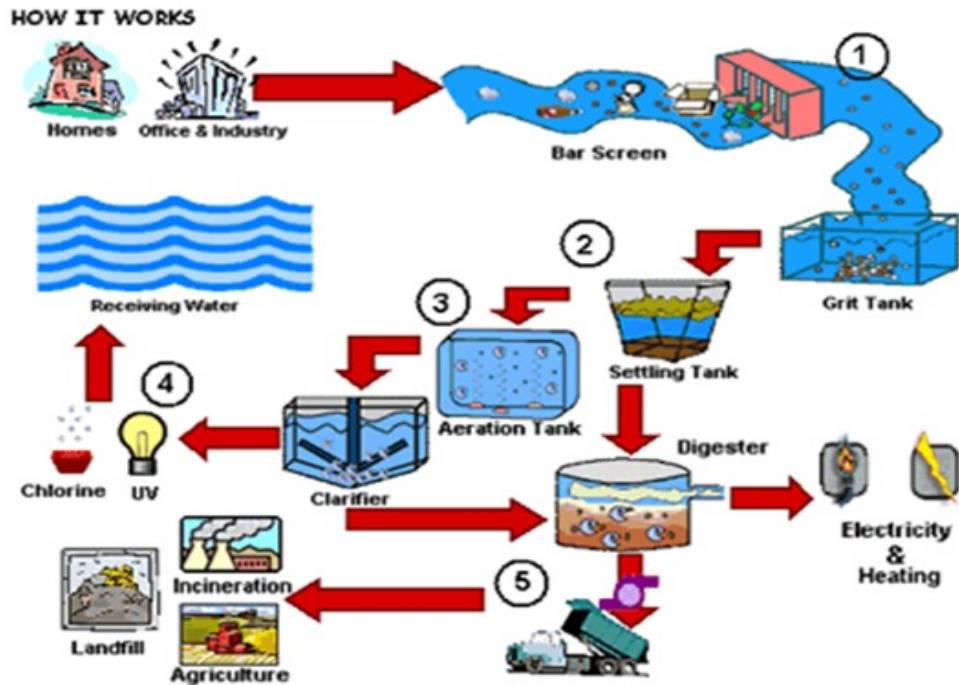 HOW IT WORKS
1
Homes
Office & Industry
Bar Screen
2
Grit Tank
Receiving Water
3
Settling Tank
4
Aeration Tank
Digester
Chlorine
UV
Clarifier
Electricity
&
Heating
Incineration
5
Landfill
Agriculture